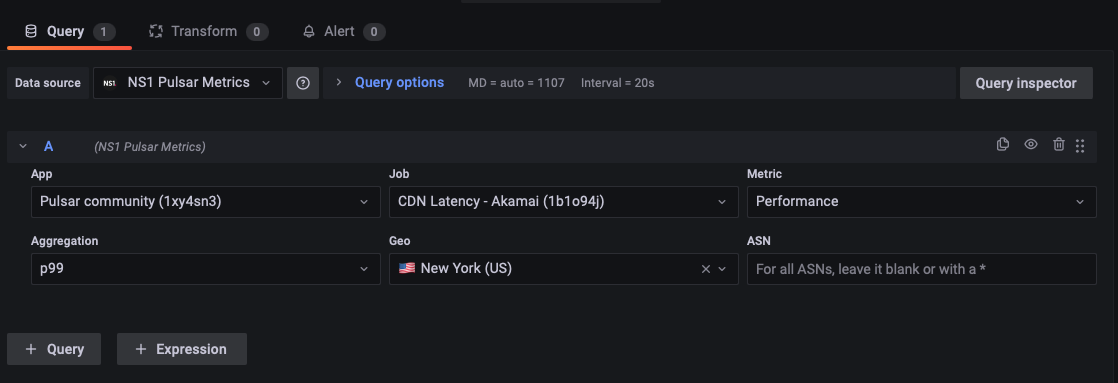 Query 1 Transform 0 Alert 0
Data source NS1 NS1 Pulsar Metrics Query options MD = auto = 1107 Interval = 20s Query inspector
A (NS1 Pulsar Metrics)
App Job Metric
Pulsar community (1xy4sn3) CDN Latency - Akamai (1b1o94j) Performance
Aggregation Geo ASN
p99 New York (US) For all ASNs, leave it blank or with a *
+ Query + Expression